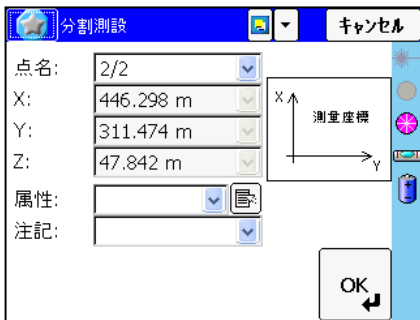 分割測設
キャンセル
点名: 2/2
X: 446.298 m
Y: 311.474 m
Z: 47.842 m
属性:
注記:
X
測量座標
Y
OK